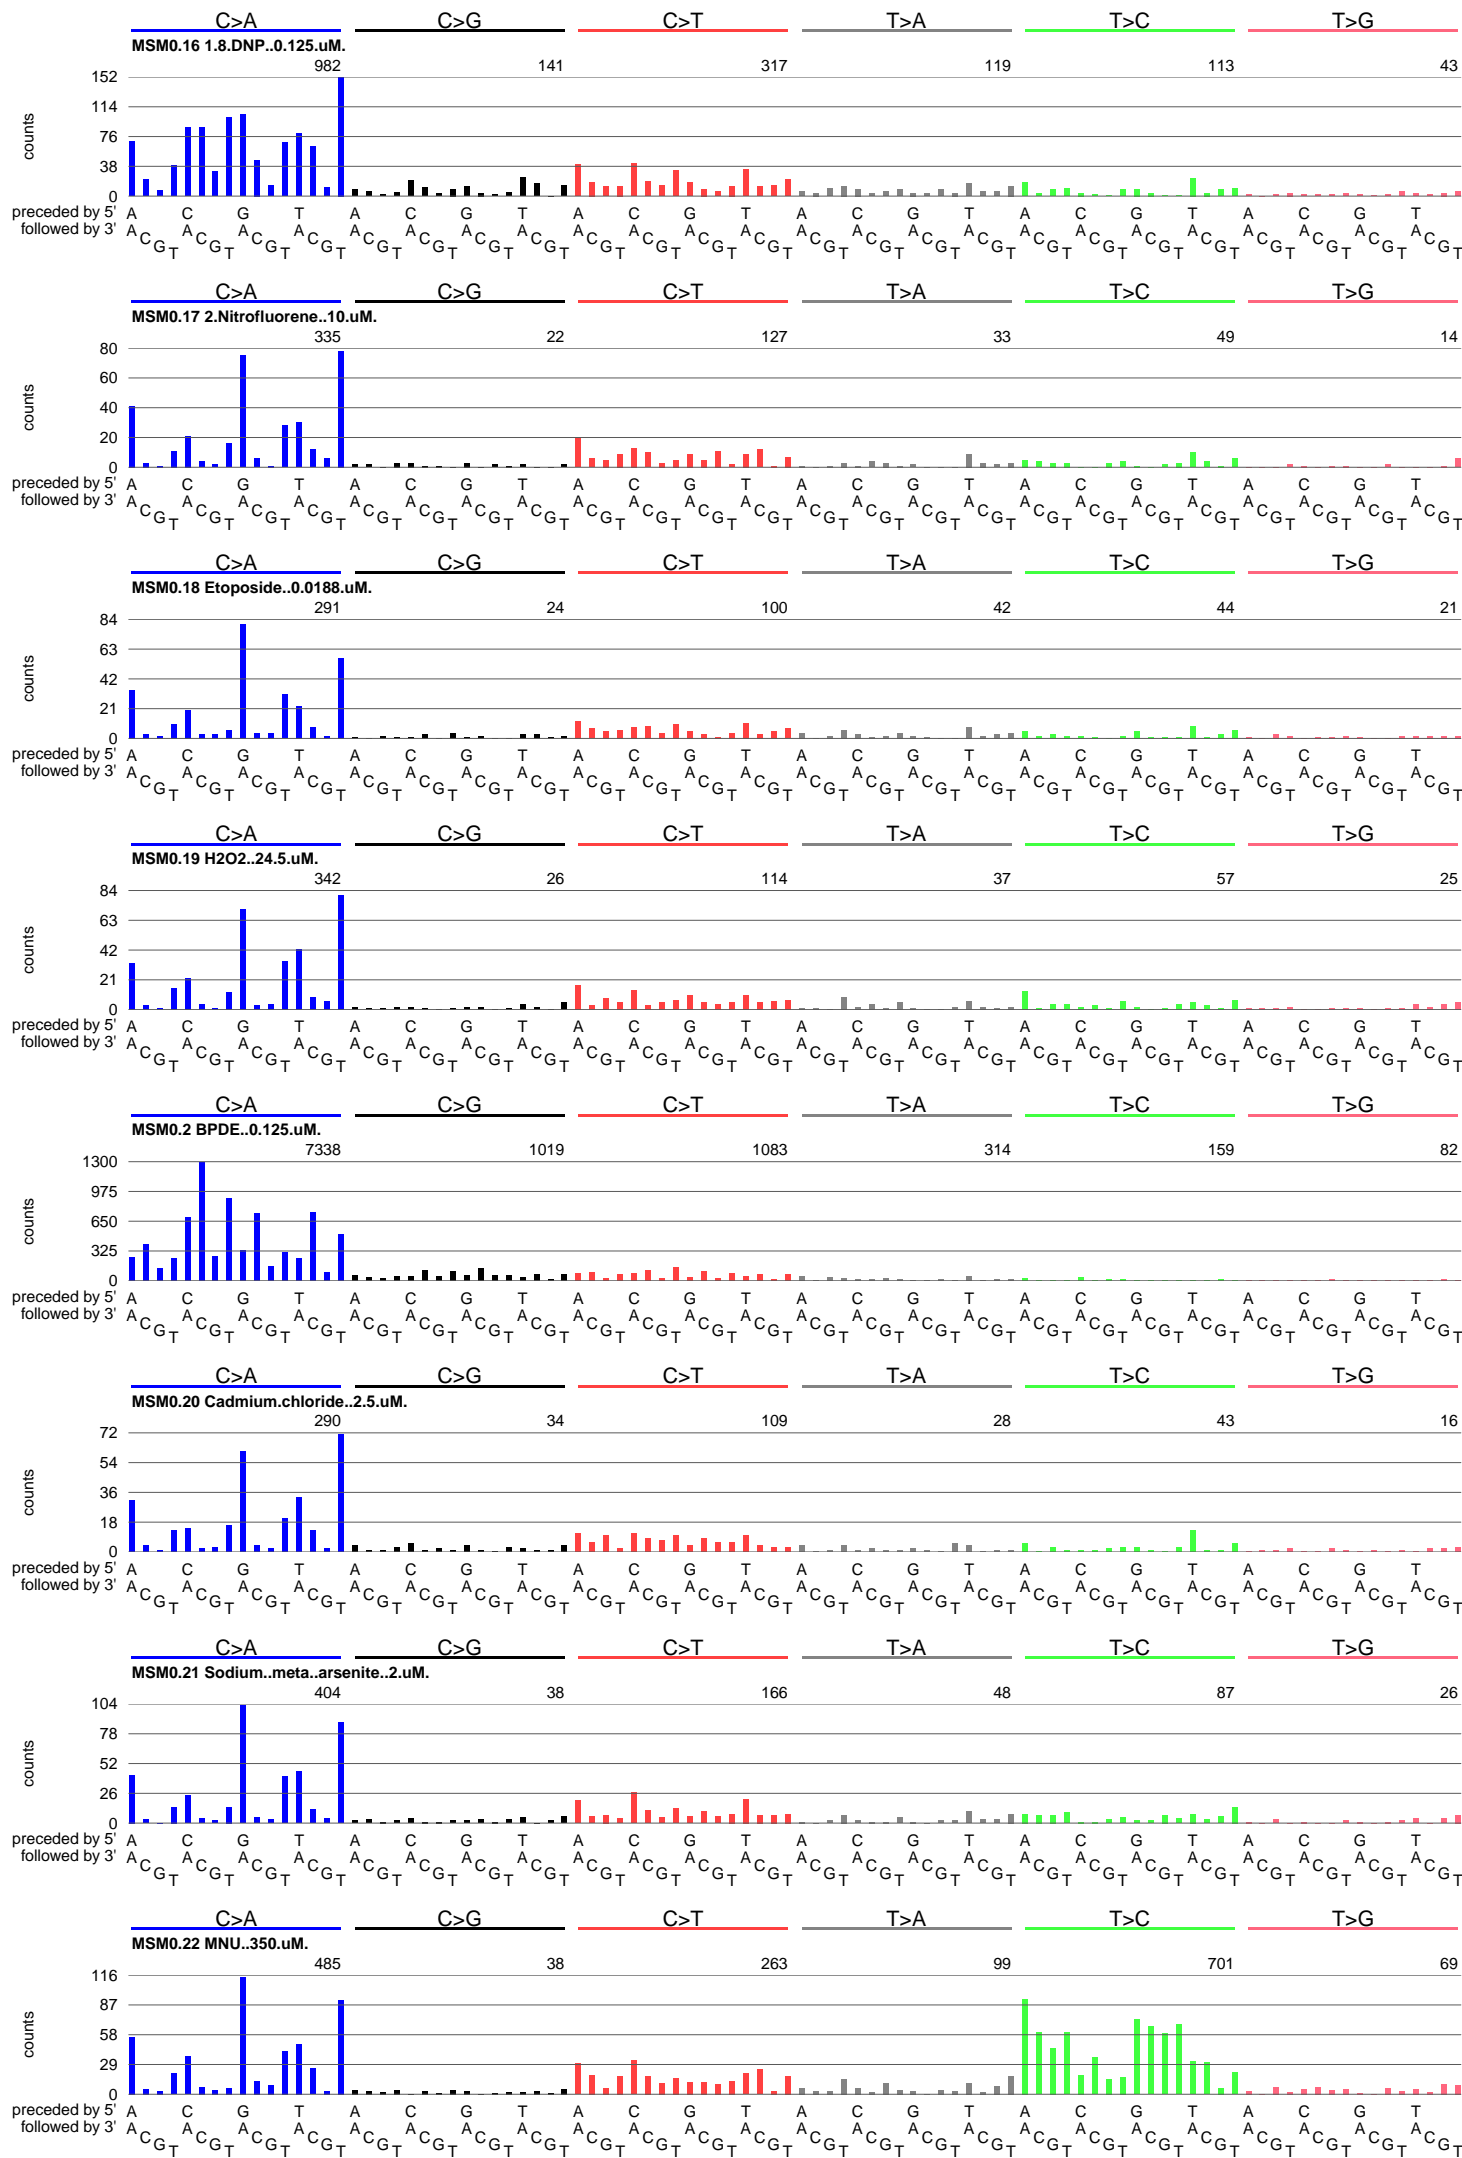 C>A C>G C>T T>A T>C T>G
MSM0.16 1.8.DNP..0.125.uM.
982 141 317 119 113 43
152
114
76
38
0
counts
preceded by 5' A C G T A C G T A C G T A C G T A C G T A C G T
followed by 3' A C G T A C G T A C G T A C G T A C G T A C G T A C G T A C G T A C G T A C G T A C G T A C G T A C G T A C G T A C G T A C G T A C G T A C G T A C G T A C G T A C G T A C G T A C G T A C G T
C>A C>G C>T T>A T>C T>G
MSM0.17 2.Nitrofluorene..10.uM.
335 22 127 33 49 14
80
60
40
20
0
counts
preceded by 5' A C G T A C G T A C G T A C G T A C G T A C G T
followed by 3' A C G T A C G T A C G T A C G T A C G T A C G T A C G T A C G T A C G T A C G T A C G T A C G T A C G T A C G T A C G T A C G T A C G T A C G T A C G T A C G T A C G T A C G T A C G T A C G T
C>A C>G C>T T>A T>C T>G
MSM0.18 Etoposide..0.0188.uM.
291 24 100 42 44 21
84
63
42
21
0
counts
preceded by 5' A C G T A C G T A C G T A C G T A C G T A C G T
followed by 3' A C G T A C G T A C G T A C G T A C G T A C G T A C G T A C G T A C G T A C G T A C G T A C G T A C G T A C G T A C G T A C G T A C G T A C G T A C G T A C G T A C G T A C G T A C G T A C G T
C>A C>G C>T T>A T>C T>G
MSM0.19 H2O2..24.5.uM.
342 26 114 37 57 25
84
63
42
21
0
counts
preceded by 5' A C G T A C G T A C G T A C G T A C G T A C G T
followed by 3' A C G T A C G T A C G T A C G T A C G T A C G T A C G T A C G T A C G T A C G T A C G T A C G T A C G T A C G T A C G T A C G T A C G T A C G T A C G T A C G T A C G T A C G T A C G T A C G T
C>A C>G C>T T>A T>C T>G
MSM0.2 BPDE..0.125.uM.
7338 1019 1083 314 159 82
1300
975
650
325
0
counts
preceded by 5' A C G T A C G T A C G T A C G T A C G T A C G T
followed by 3' A C G T A C G T A C G T A C G T A C G T A C G T A C G T A C G T A C G T A C G T A C G T A C G T A C G T A C G T A C G T A C G T A C G T A C G T A C G T A C G T A C G T A C G T A C G T A C G T
C>A C>G C>T T>A T>C T>G
MSM0.20 Cadmium.chloride..2.5.uM.
290 34 109 28 43 16
72
54
36
18
0
counts
preceded by 5' A C G T A C G T A C G T A C G T A C G T A C G T
followed by 3' A C G T A C G T A C G T A C G T A C G T A C G T A C G T A C G T A C G T A C G T A C G T A C G T A C G T A C G T A C G T A C G T A C G T A C G T A C G T A C G T A C G T A C G T A C G T A C G T
C>A C>G C>T T>A T>C T>G
MSM0.21 Sodium..meta..arsenite..2.uM.
404 38 166 48 87 26
104
78
52
26
0
counts
preceded by 5' A C G T A C G T A C G T A C G T A C G T A C G T
followed by 3' A C G T A C G T A C G T A C G T A C G T A C G T A C G T A C G T A C G T A C G T A C G T A C G T A C G T A C G T A C G T A C G T A C G T A C G T A C G T A C G T A C G T A C G T A C G T A C G T
C>A C>G C>T T>A T>C T>G
MSM0.22 MNU..350.uM.
485 38 263 99 701 69
116
87
58
29
0
counts
preceded by 5' A C G T A C G T A C G T A C G T A C G T A C G T
followed by 3' A C G T A C G T A C G T A C G T A C G T A C G T A C G T A C G T A C G T A C G T A C G T A C G T A C G T A C G T A C G T A C G T A C G T A C G T A C G T A C G T A C G T A C G T A C G T A C G T